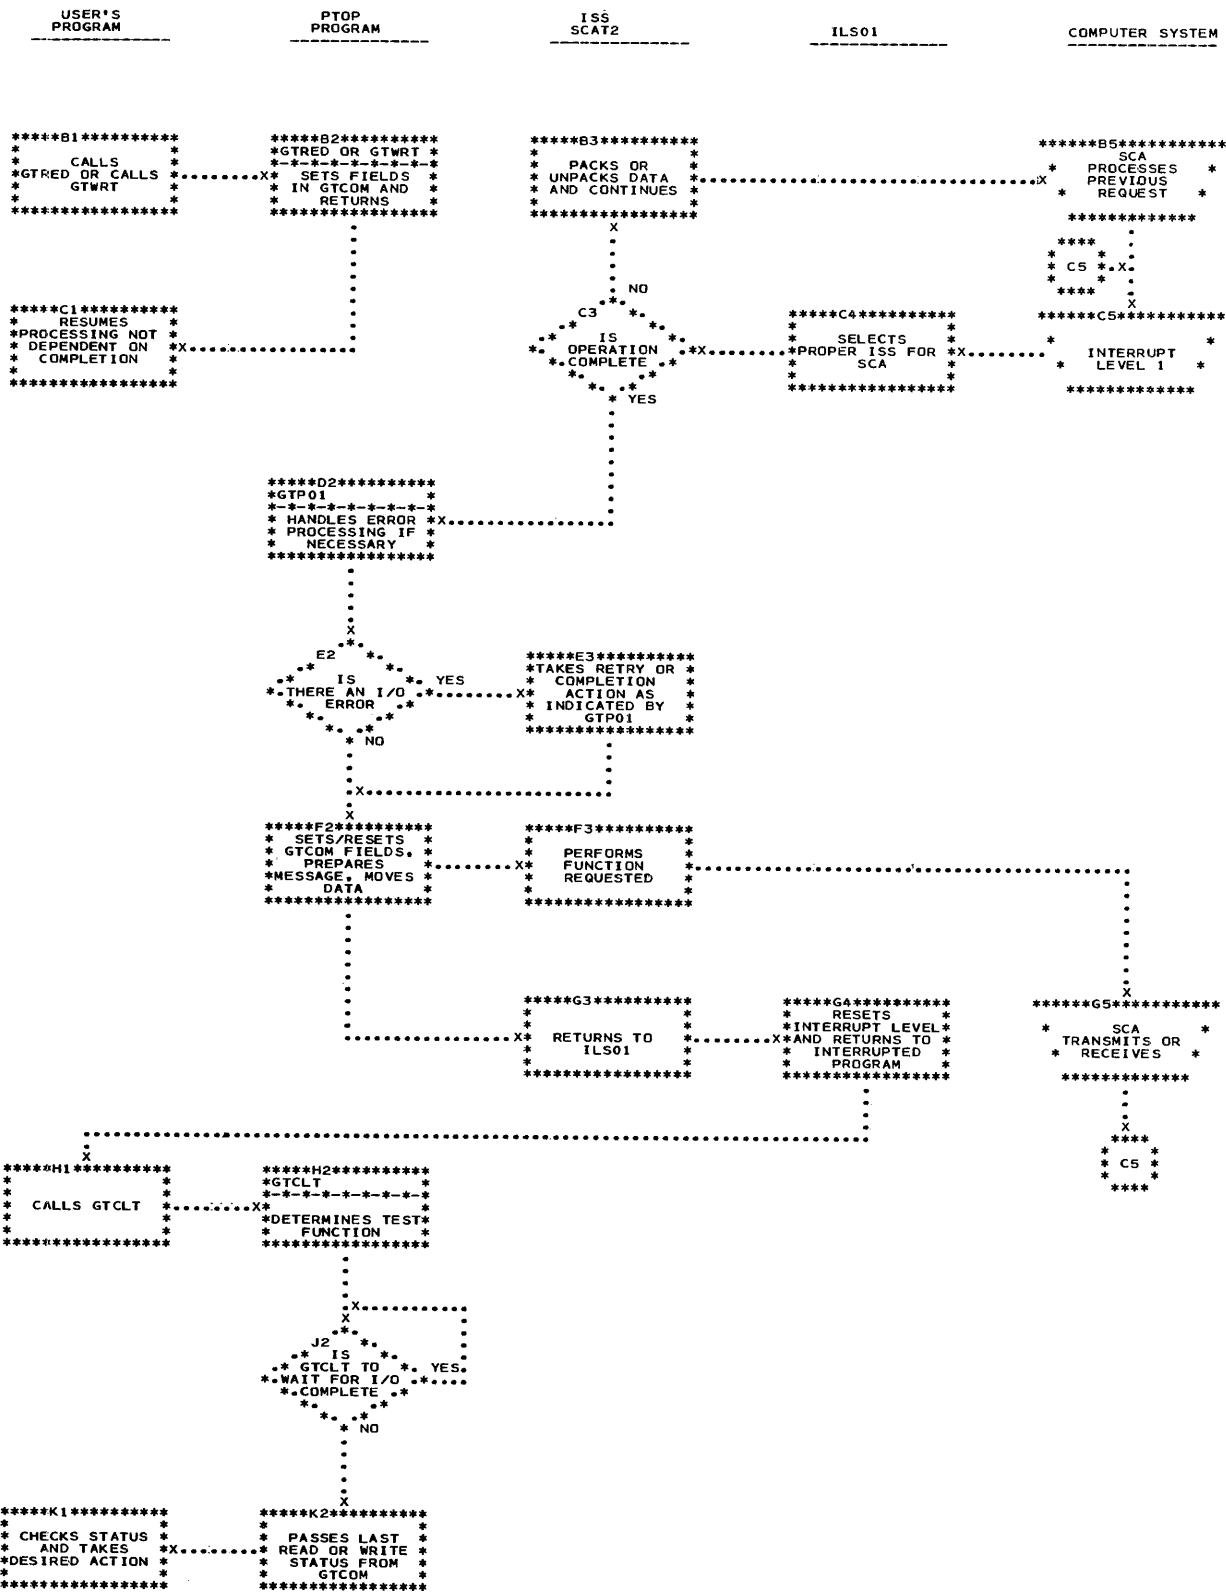 USER'S PROGRAM
PTOP PROGRAM
ISS SCAT2
ILS01
COMPUTER SYSTEM
B1
CALLS
GTRED OR CALLS
GTWRT
B2
GTRED OR GTWRT
SETS FIELDS
IN GTCOM AND
RETURNS
B3
PACKS OR
UNPACKS DATA
AND CONTINUES
B5
SCA
PROCESSES
PREVIOUS
REQUEST
C5
NO
C1
RESUMES
PROCESSING NOT
DEPENDENT ON
COMPLETION
C3
IS
OPERATION
COMPLETE
YES
C4
SELECTS
PROPER ISS FOR
SCA
C5
INTERRUPT
LEVEL 1
D2
GTP01
HANDLES ERROR
PROCESSING IF
NECESSARY
E2
IS
THERE AN I/O
ERROR
YES
NO
E3
TAKES RETRY OR
COMPLETION
ACTION AS
INDICATED BY
GTP01
F2
SETS/RESETS
GTCOM FIELDS,
PREPARES
MESSAGE, MOVES
DATA
F3
PERFORMS
FUNCTION
REQUESTED
G3
RETURNS TO
ILS01
G4
RESETS
INTERRUPT LEVEL
AND RETURNS TO
INTERRUPTED
PROGRAM
G5
SCA
TRANSMITS OR
RECEIVES
C5
H1
CALLS GTCLT
H2
GTCLT
DETERMINES TEST
FUNCTION
J2
IS
GTCLT TO
WAIT FOR I/O
COMPLETE
YES
NO
K1
CHECKS STATUS
AND TAKES
DESIRED ACTION
K2
PASSES LAST
READ OR WRITE
STATUS FROM
GTCOM